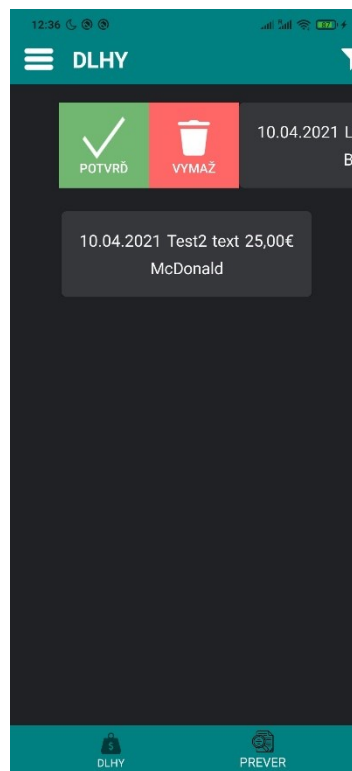 12:36
DLHY
POTVRĎ
VYMAŽ
10.04.2021 L
B
10.04.2021 Test2 text 25,00€
McDonald
DLHY
PREVER